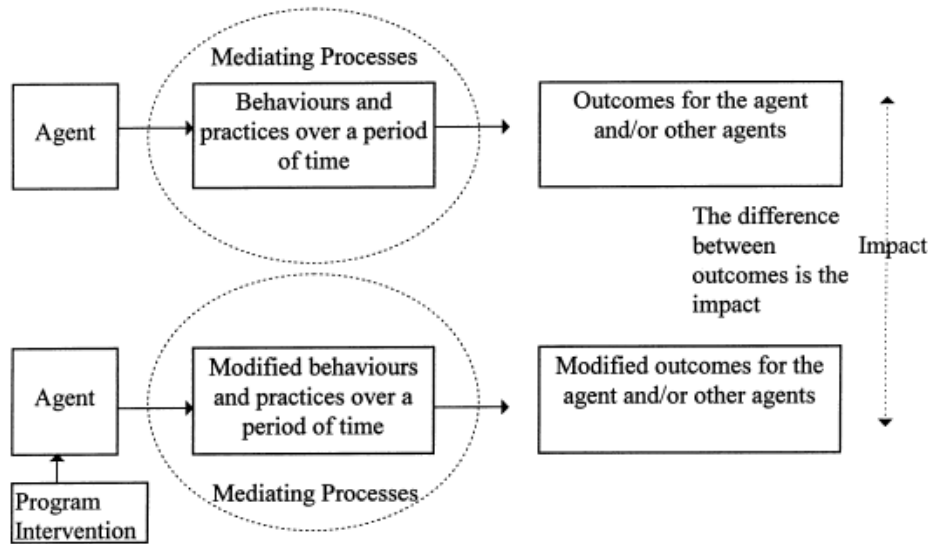 Mediating Processes
Agent
Behaviours and
practices over a period
of time
Outcomes for the agent
and/or other agents
The difference
between
outcomes is the
impact
Impact
Agent
Modified behaviours
and practices over a
period of time
Modified outcomes for the
agent and/or other agents
Mediating Processes
Program
Intervention